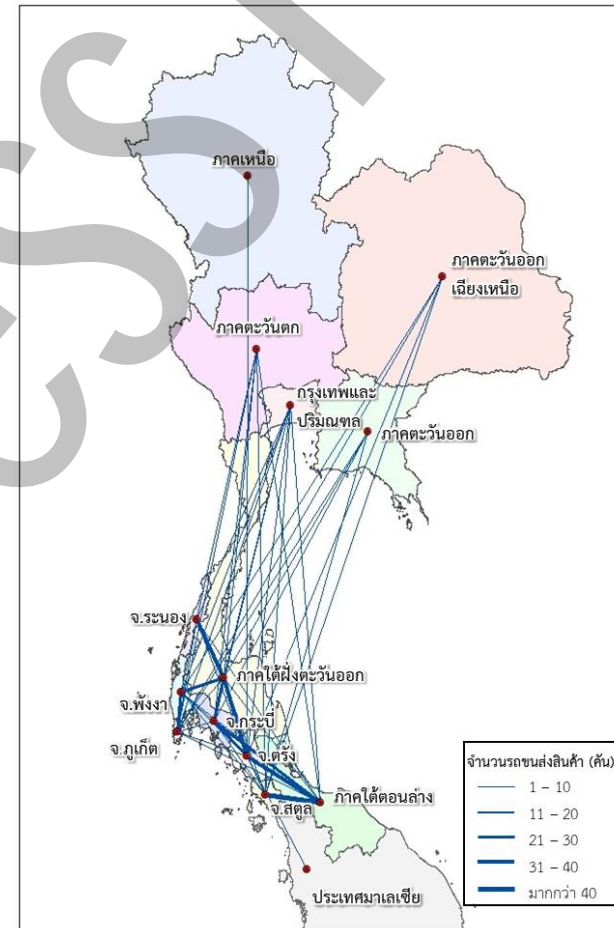 ภาคเหนือ
ภาคตะวันออก
เฉียงเหนือ
ภาคตะวันตก
กรุงเทพและ
ปริมณฑล
ภาคตะวันออก
จ.ระนอง
ภาคใต้ฝั่งตะวันออก
จ.พังงา
จ.กระบี่
จ.ภูเก็ต
จ.ตรัง
จ.สตูล
ภาคใต้ตอนล่าง
ประเทศมาเลเซีย
จำนวนรถขนส่งสินค้า (คัน)
1 - 10
11 - 20
21 - 30
31 - 40
มากกว่า 40